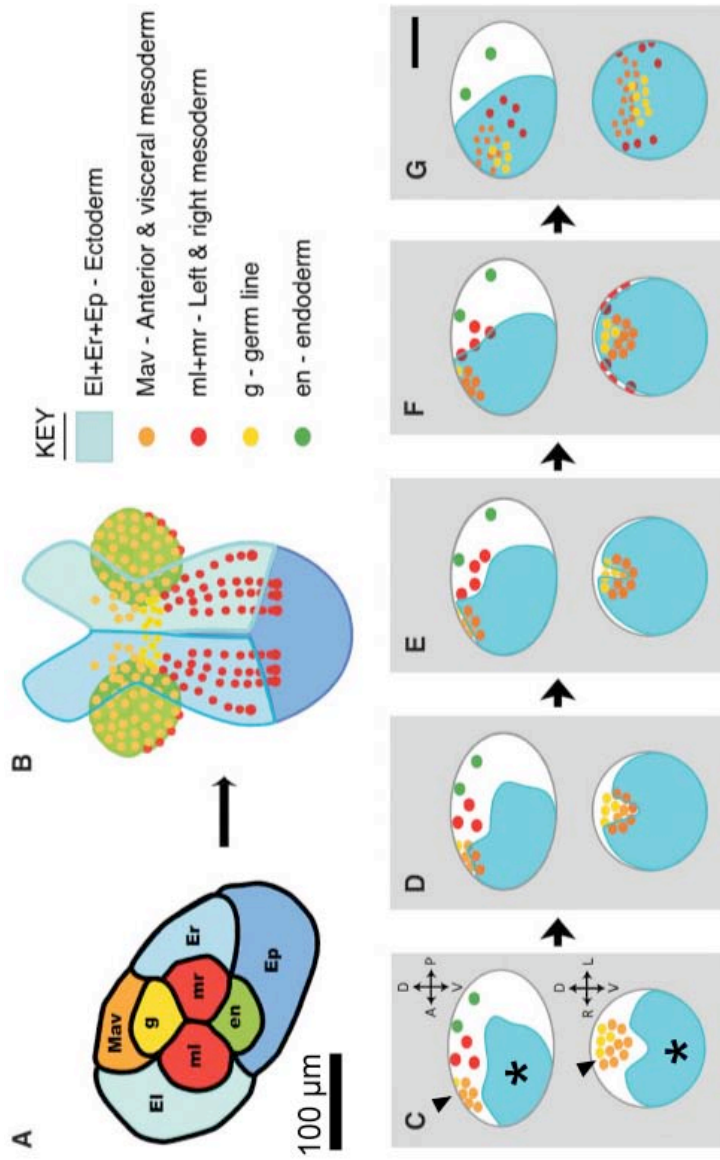 A
Mav
El
g
Er
ml
mr
en
Ep
100 µm
B
KEY
El+Er+Ep - Ectoderm
Mav - Anterior & visceral mesoderm
ml+mr - Left & right mesoderm
g - germ line
en - endoderm
C
D
A P
V
*
D
R L
V
*
D
E
F
G